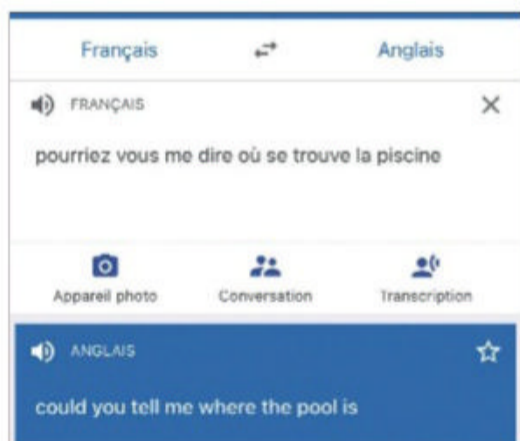 Français Anglais
FRANÇAIS
pourriez vous me dire où se trouve la piscine
Appareil photo Conversation Transcription
ANGLAIS
could you tell me where the pool is